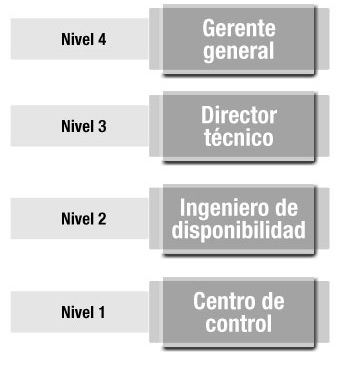 Nivel 4
Gerente
general
Nivel 3
Director
técnico
Nivel 2
Ingeniero de
disponibilidad
Nivel 1
Centro de
control